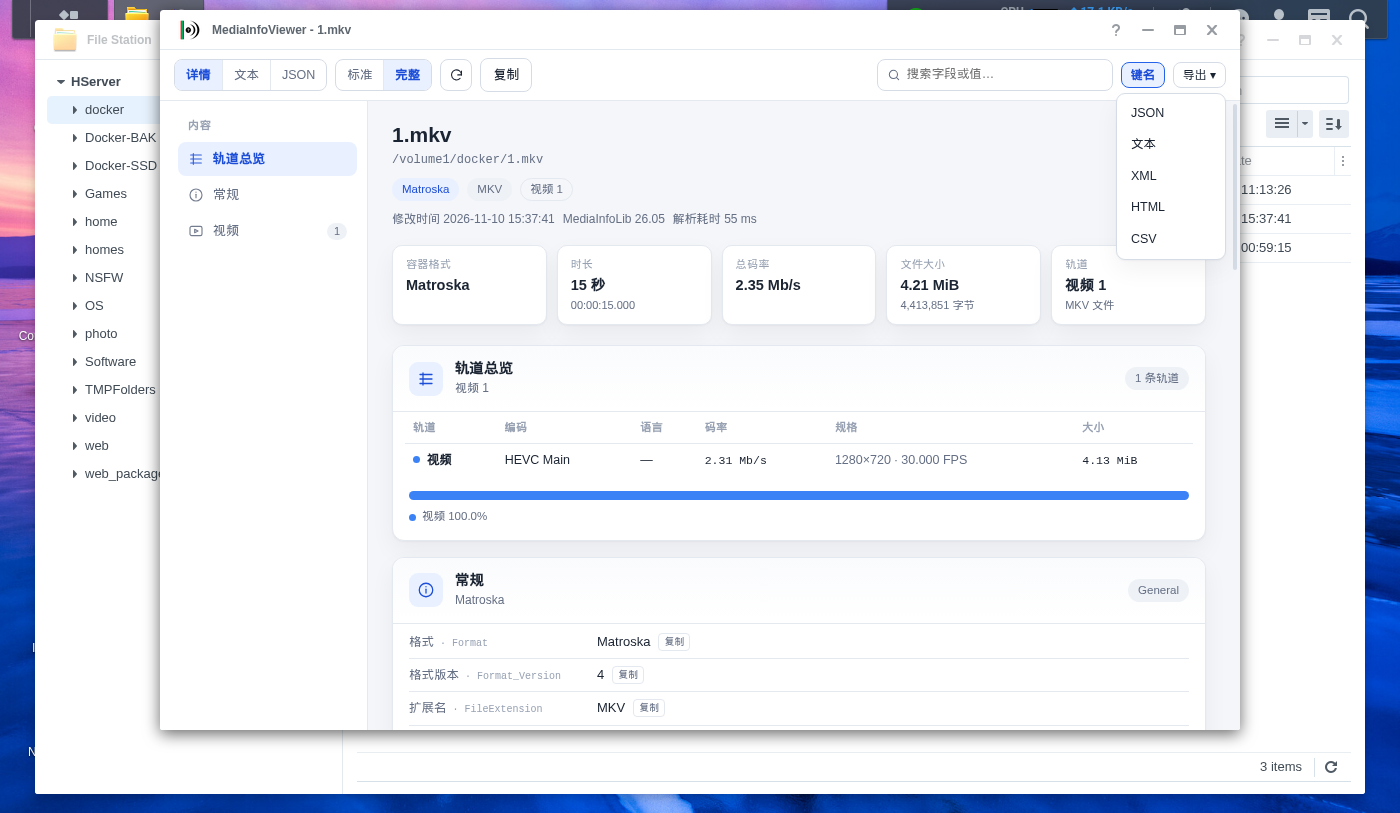 File Station
MediaInfoViewer - 1.mkv
详情
文本
JSON
标准
完整
复制
搜索字段或值...
键名
导出 ▾
JSON
文本
XML
HTML
CSV
HServer
docker
Docker-BAK
Docker-SSD
Games
home
homes
NSFW
OS
photo
Software
TMPFolders
video
web
web_package
内容
轨道总览
常规
视频
1
1.mkv
/volume1/docker/1.mkv
Matroska
MKV
视频 1
修改时间 2026-11-10 15:37:41 MediaInfoLib 26.05 解析耗时 55 ms
容器格式
Matroska
时长
15 秒
00:00:15.000
总码率
2.35 Mb/s
文件大小
4.21 MiB
4,413,851 字节
轨道
视频 1
MKV 文件
轨道总览
视频 1
1 条轨道
轨道 编码 语言 码率 规格 大小
视频 HEVC Main — 2.31 Mb/s 1280×720 · 30.000 FPS 4.13 MiB
视频 100.0%
常规
Matroska
General
格式 · Format Matroska 复制
格式版本 · Format_Version 4 复制
扩展名 · FileExtension MKV 复制
11:13:26
15:37:41
00:59:15
3 items